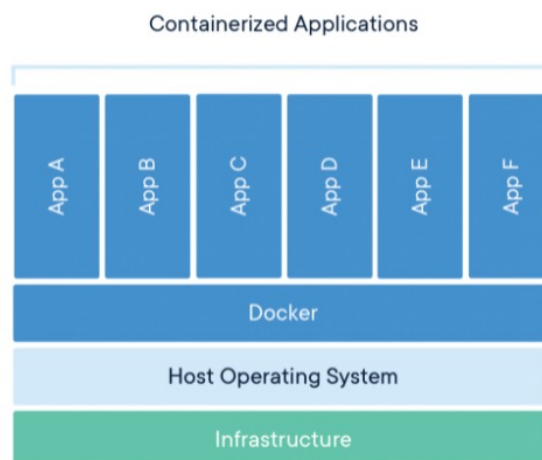 Containerized Applications
App A
App B
App C
App D
App E
App F
Docker
Host Operating System
Infrastructure